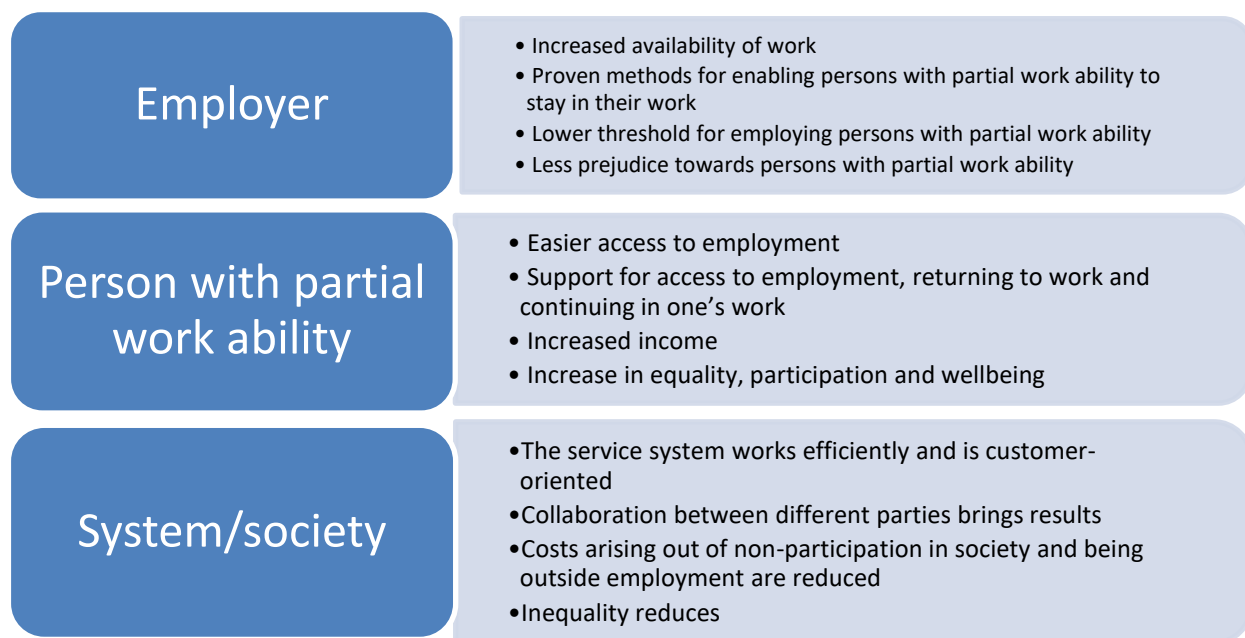 Employer
• Increased availability of work
• Proven methods for enabling persons with partial work ability to
stay in their work
• Lower threshold for employing persons with partial work ability
• Less prejudice towards persons with partial work ability
Person with partial
work ability
• Easier access to employment
• Support for access to employment, returning to work and
continuing in one’s work
• Increased income
• Increase in equality, participation and wellbeing
System/society
•The service system works efficiently and is customer-
oriented
•Collaboration between different parties brings results
•Costs arising out of non-participation in society and being
outside employment are reduced
•Inequality reduces